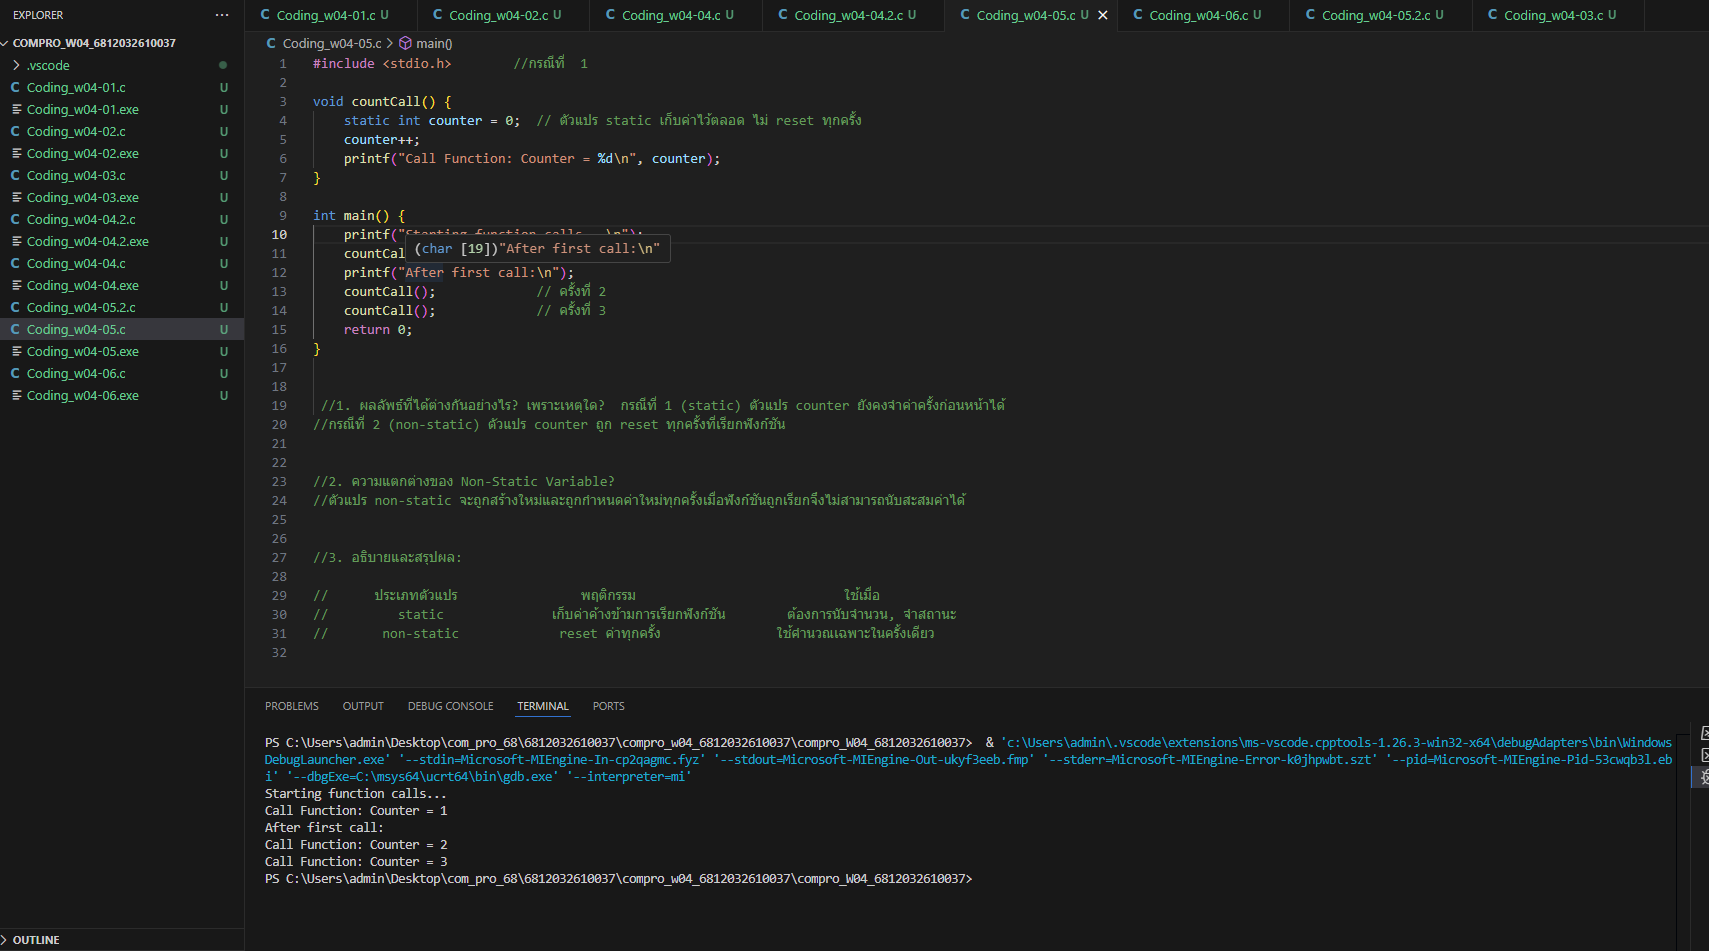 EXPLORER
COMPRO_W04_6812032610037
.vscode
Coding_w04-01.c U
Coding_w04-01.exe U
Coding_w04-02.c U
Coding_w04-02.exe U
Coding_w04-03.c U
Coding_w04-03.exe U
Coding_w04-04.2.c U
Coding_w04-04.2.exe U
Coding_w04-04.c U
Coding_w04-04.exe U
Coding_w04-05.2.c U
Coding_w04-05.c U
Coding_w04-05.exe U
Coding_w04-06.c U
Coding_w04-06.exe U
OUTLINE
C Coding_w04-01.c U C Coding_w04-02.c U C Coding_w04-04.c U C Coding_w04-04.2.c U C Coding_w04-05.c U C Coding_w04-06.c U C Coding_w04-05.2.c U C Coding_w04-03.c U
C Coding_w04-05.c > main()
1 #include <stdio.h> //กรณีที่ 1
2
3 void countCall() {
4 static int counter = 0; // ตัวแปร static เก็บค่าไว้ตลอด ไม่ reset ทุกครั้ง
5 counter++;
6 printf("Call Function: Counter = %d\n", counter);
7 }
8
9 int main() {
10 printf("Starting function calls...\n");
11 countCal
(char [19])"After first call:\n"
12 printf("After first call:\n");
13 countCall(); // ครั้งที่ 2
14 countCall(); // ครั้งที่ 3
15 return 0;
16 }
17
18
19 //1. ผลลัพธ์ที่ได้ต่างกันอย่างไร? เพราะเหตุใด? กรณีที่ 1 (static) ตัวแปร counter ยังคงจำค่าครั้งก่อนหน้าได้
20 //กรณีที่ 2 (non-static) ตัวแปร counter ถูก reset ทุกครั้งที่เรียกฟังก์ชัน
21
22
23 //2. ความแตกต่างของ Non-Static Variable?
24 //ตัวแปร non-static จะถูกสร้างใหม่และถูกกำหนดค่าใหม่ทุกครั้งเมื่อฟังก์ชันถูกเรียกจึงไม่สามารถนับสะสมค่าได้
25
26
27 //3. อธิบายและสรุปผล:
28
29 // ประเภทตัวแปร พฤติกรรม ใช้เมื่อ
30 // static เก็บค่าค้างข้ามการเรียกฟังก์ชัน ต้องการนับจำนวน, จำสถานะ
31 // non-static reset ค่าทุกครั้ง ใช้คำนวณเฉพาะในครั้งเดียว
32
PROBLEMS OUTPUT DEBUG CONSOLE TERMINAL PORTS
PS C:\Users\admin\Desktop\com_pro_68\6812032610037\compro_w04_6812032610037\compro_W04_6812032610037> & 'c:\Users\admin\.vscode\extensions\ms-vscode.cpptools-1.26.3-win32-x64\debugAdapters\bin\Windows
DebugLauncher.exe' '--stdin=Microsoft-MIEngine-In-cp2qagmc.fyz' '--stdout=Microsoft-MIEngine-Out-ukyf3eeb.fmp' '--stderr=Microsoft-MIEngine-Error-k0jhpwbt.szt' '--pid=Microsoft-MIEngine-Pid-53cwqb3l.eb
i' '--dbgExe=C:\msys64\ucrt64\bin\gdb.exe' '--interpreter=mi'
Starting function calls...
Call Function: Counter = 1
After first call:
Call Function: Counter = 2
Call Function: Counter = 3
PS C:\Users\admin\Desktop\com_pro_68\6812032610037\compro_w04_6812032610037\compro_W04_6812032610037>